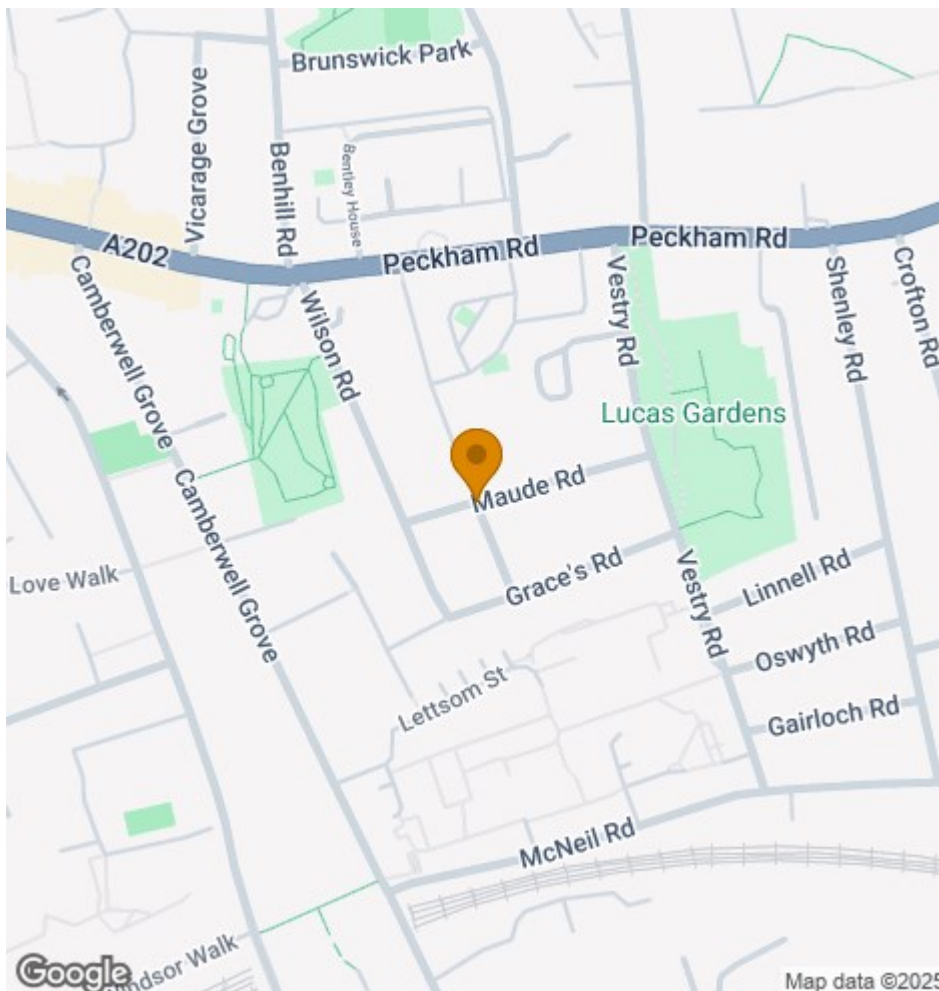 Brunswick Park
Vicarage Grove
Benhill Rd
Bentley House
A202
Peckham Rd
Peckham Rd
Camberwell Grove
Wilson Rd
Vestry Rd
Shenley Rd
Crofton Rd
Lucas Gardens
Maude Rd
Camberwell Grove
Love Walk
Grace's Rd
Vestry Rd
Linnell Rd
Oswyth Rd
Lettsom St
Gairloch Rd
McNeil Rd
Google
Walk
Map data ©2025